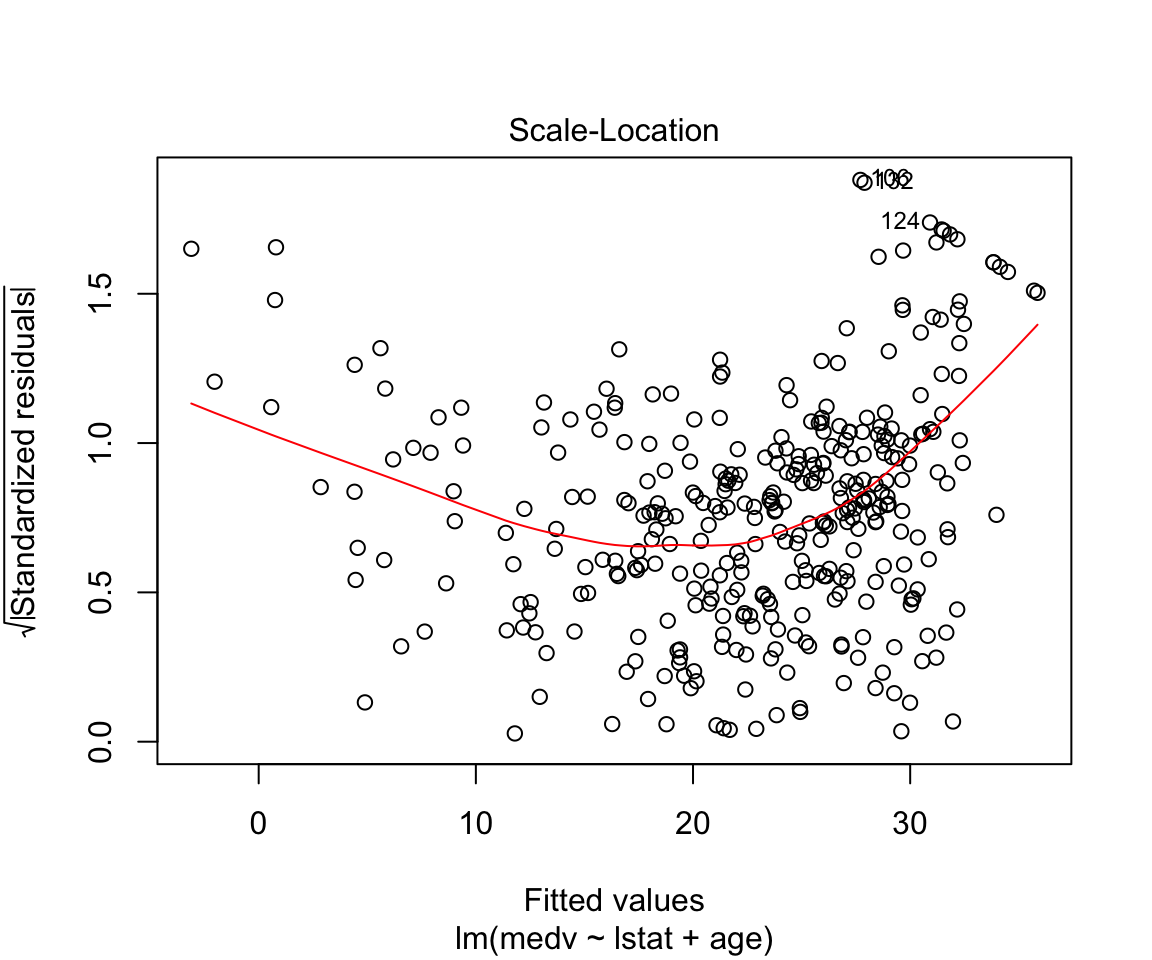 Scale-Location
106
132
124
√|Standardized residuals|
1.5
1.0
0.5
0.0
0 10 20 30
Fitted values
lm(medv ~ lstat + age)